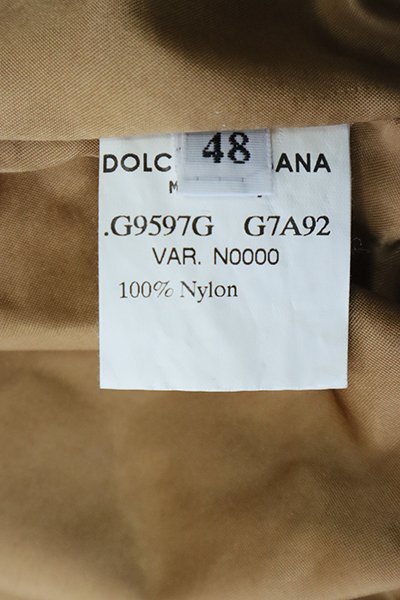 48
DOLC ANA
M
.G9597G G7A92
VAR. N0000
100% Nylon